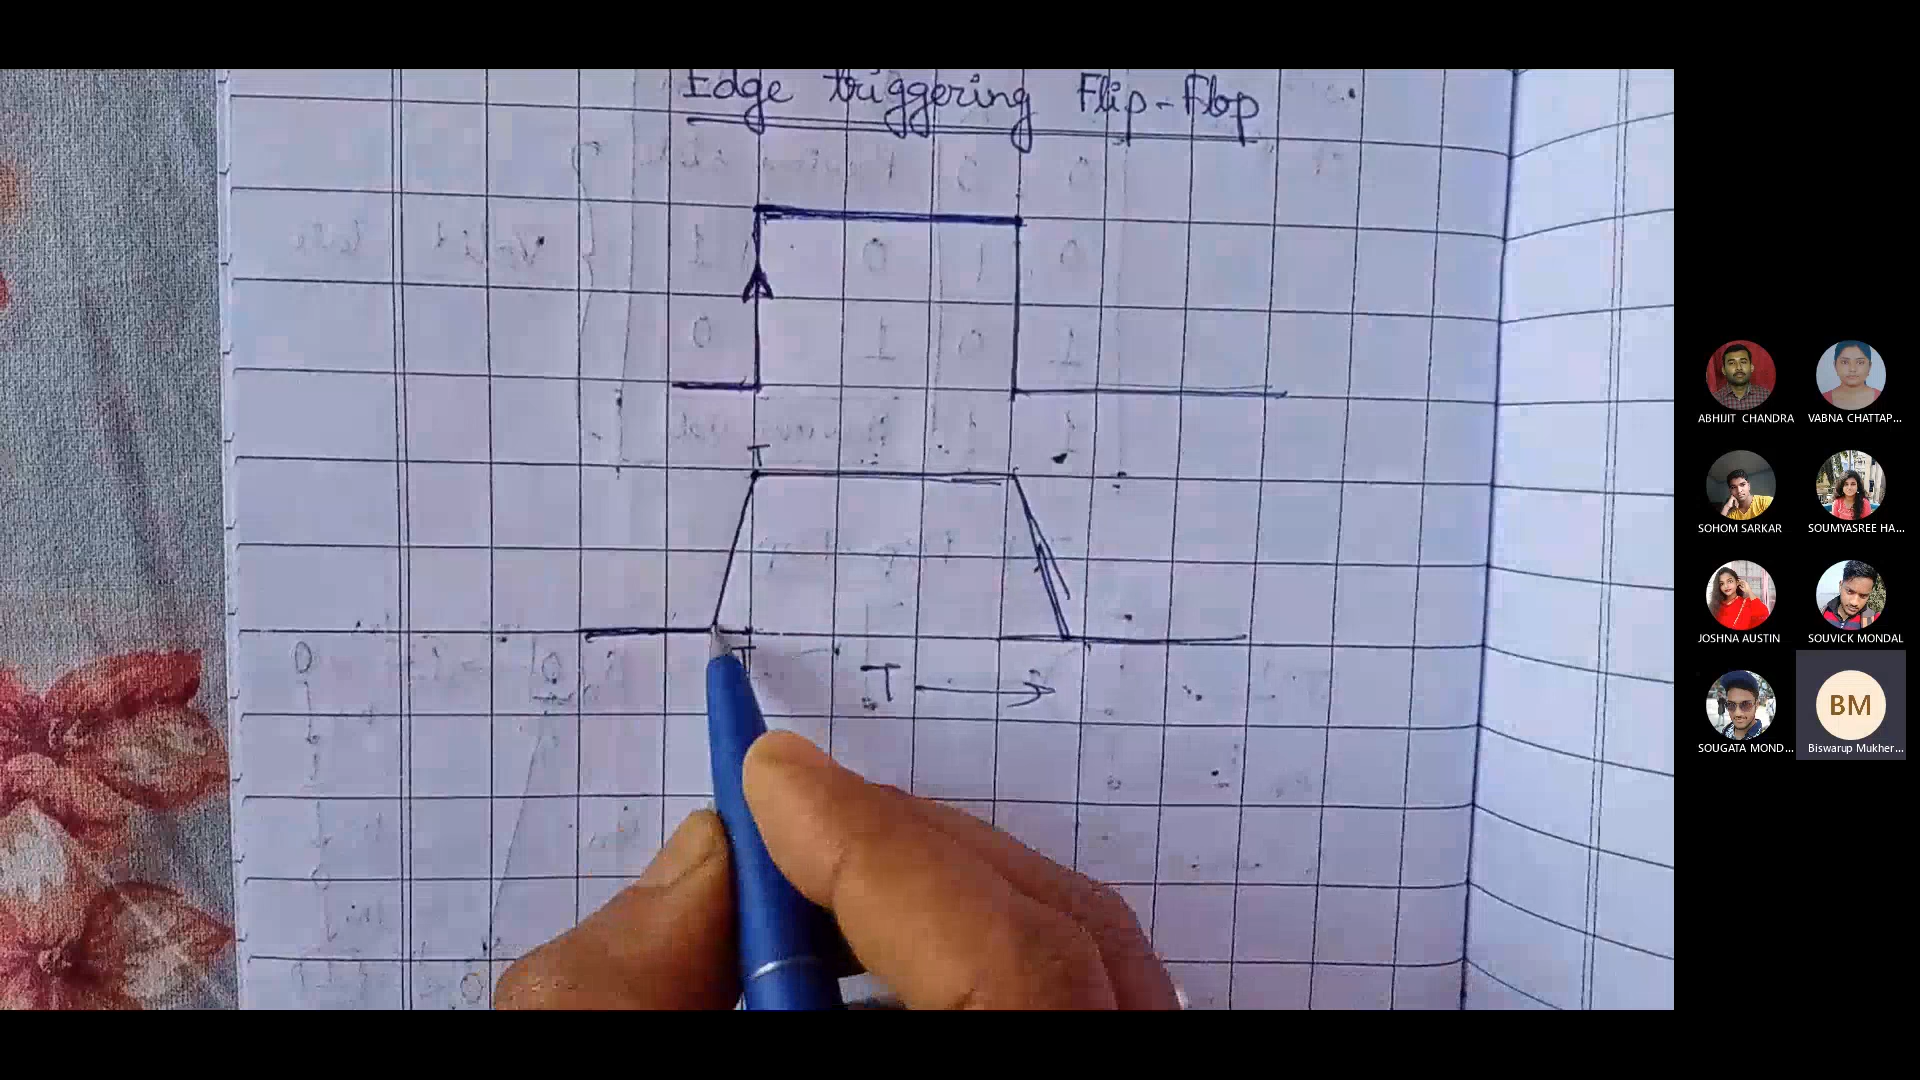 Edge triggering Flip-Flop
T
T
T
ABHIJIT CHANDRA
VABNA CHATTAP...
SOHOM SARKAR
SOUMYASREE HA...
JOSHNA AUSTIN
SOUVICK MONDAL
BM
SOUGATA MOND...
Biswarup Mukher...